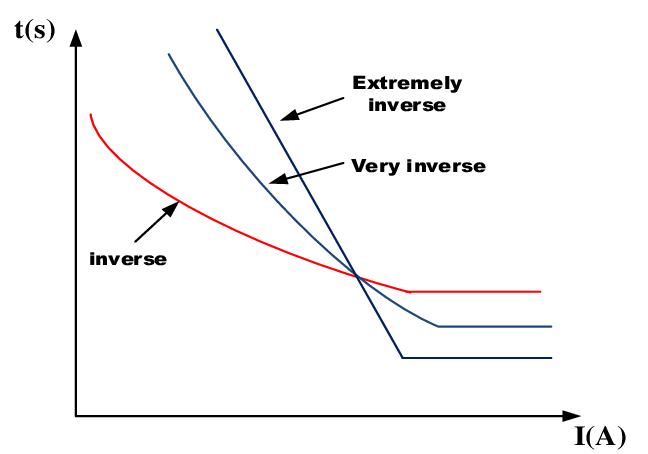 t(s)
Extremely
inverse
Very inverse
inverse
I(A)